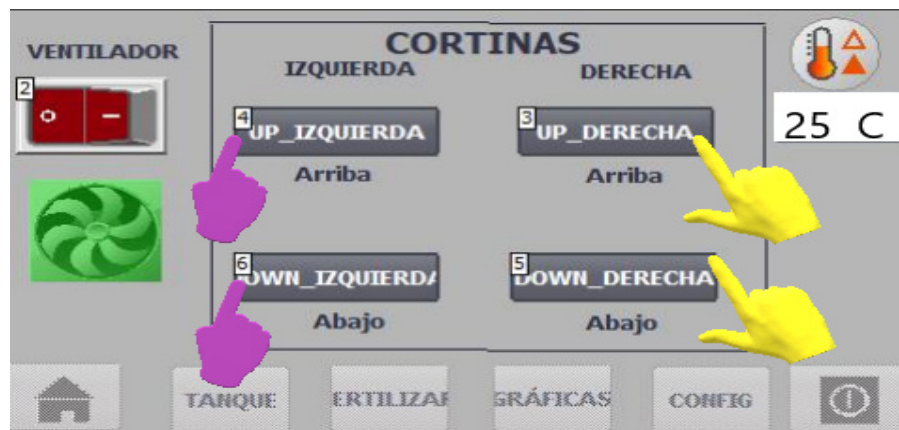 CORTINAS
VENTILADOR
IZQUIERDA
DERECHA
2
O
4
UP_IZQUIERDA
3
UP_DERECHA
25 C
Arriba
Arriba
6
OWN_IZQUIERDA
5
DOWN_DERECHA
Abajo
Abajo
TANQUE
ERTILIZAR
GRÁFICAS
CONFIG